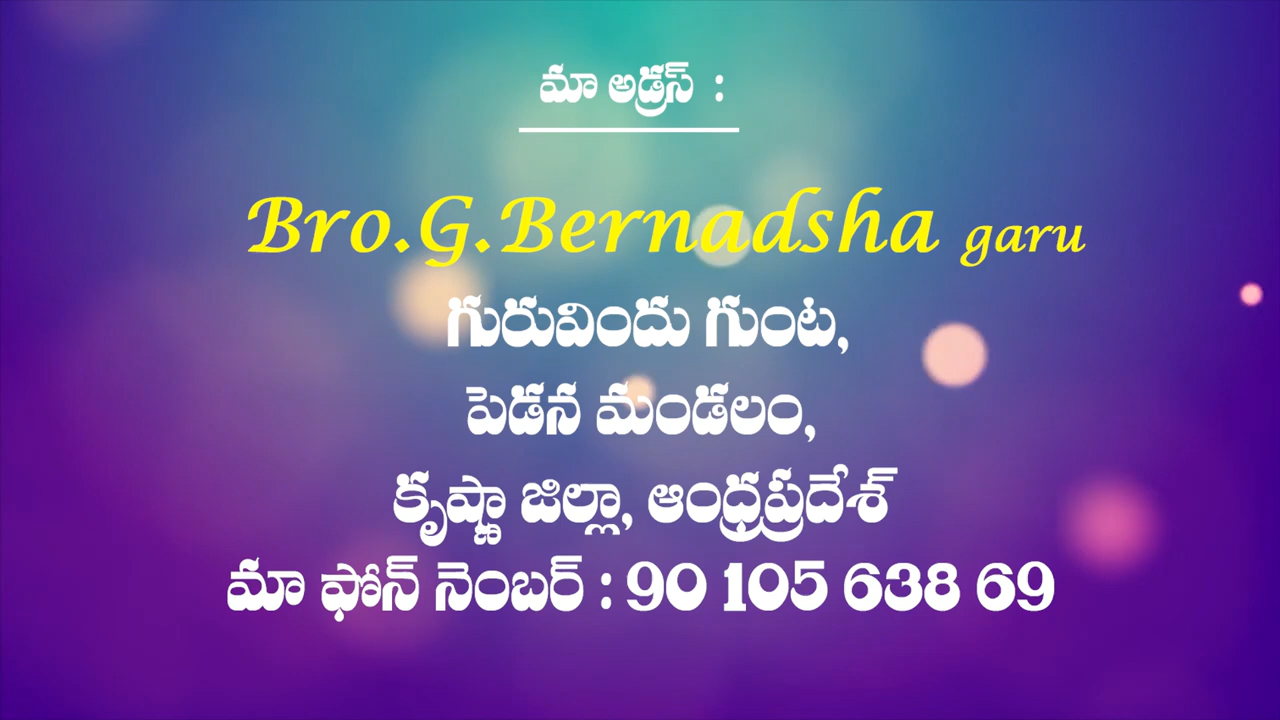 మా అడ్రస్ :
Bro.G.Bernadsha garu
గురువిందు గుంట,
పెడన మండలం,
కృష్ణా జిల్లా, ఆంధ్రప్రదేశ్
మా ఫోన్ నెంబర్ : 90 105 638 69